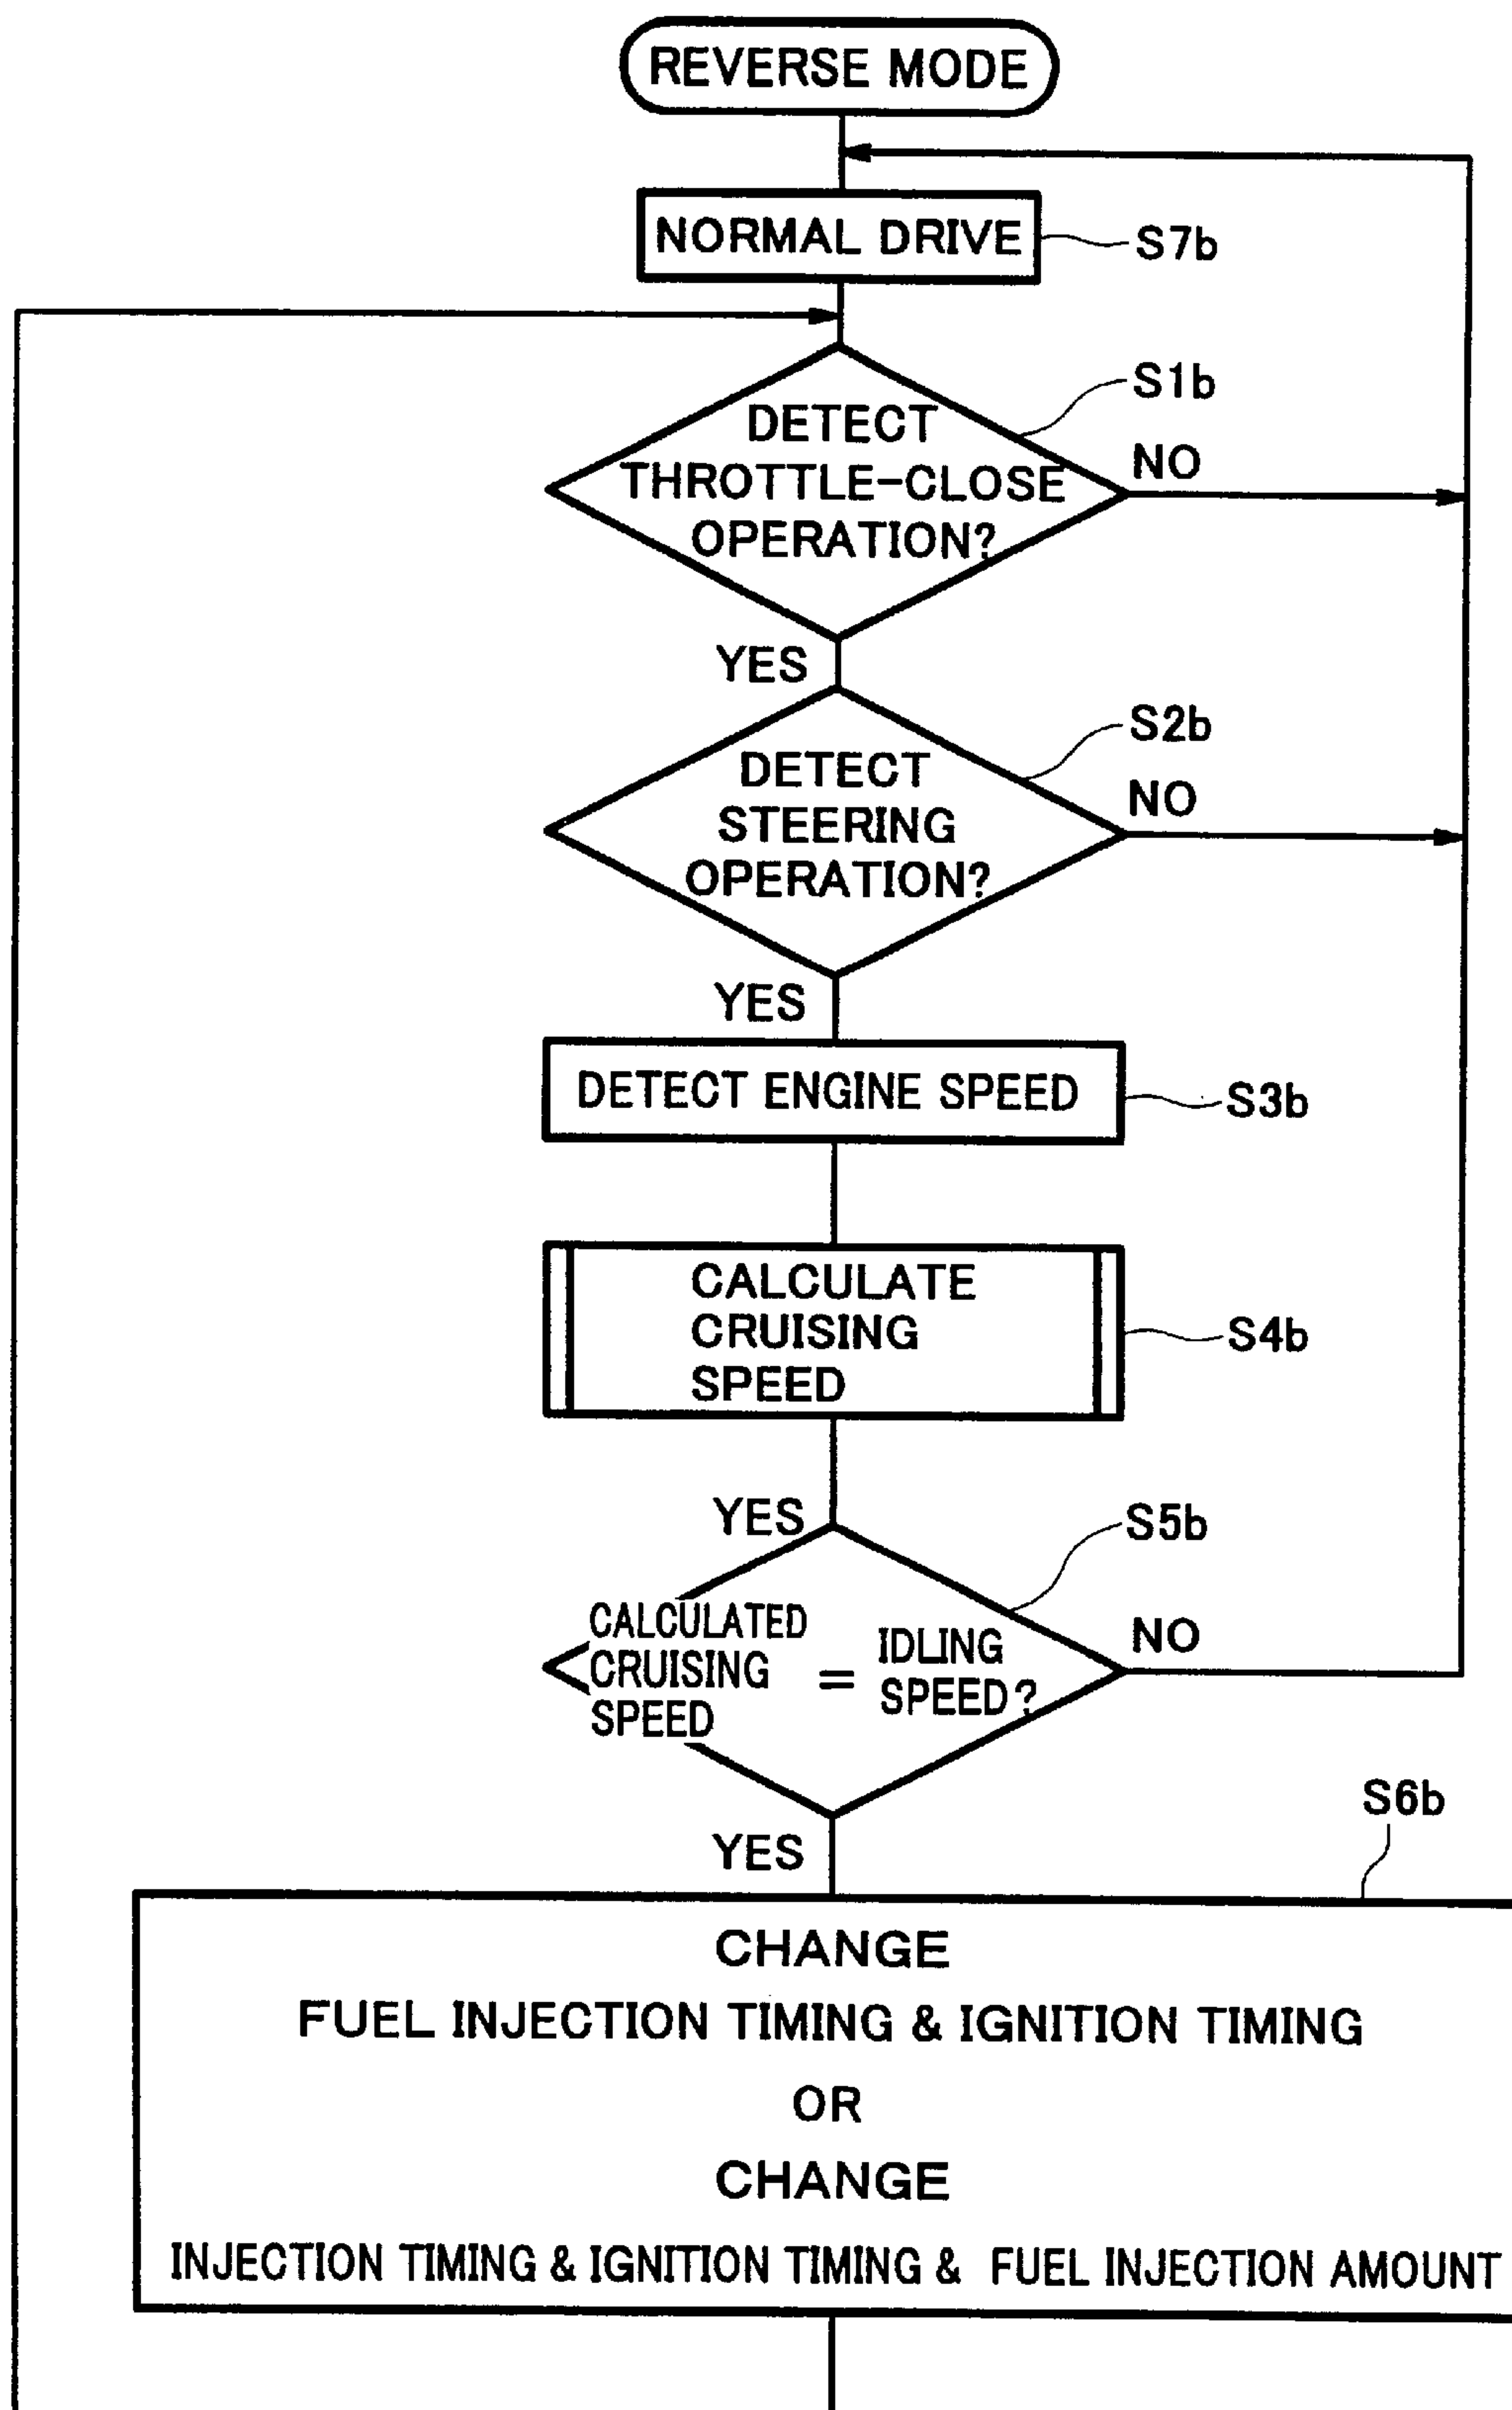 REVERSE MODE
NORMAL DRIVE
S7b
S1b
DETECT
THROTTLE-CLOSE
OPERATION?
NO
YES
S2b
DETECT
STEERING
OPERATION?
NO
YES
DETECT ENGINE SPEED
S3b
CALCULATE
CRUISING
SPEED
S4b
YES
S5b
CALCULATED
CRUISING
SPEED
=
IDLING
SPEED?
NO
YES
S6b
CHANGE
FUEL INJECTION TIMING & IGNITION TIMING
OR
CHANGE
INJECTION TIMING & IGNITION TIMING & FUEL INJECTION AMOUNT